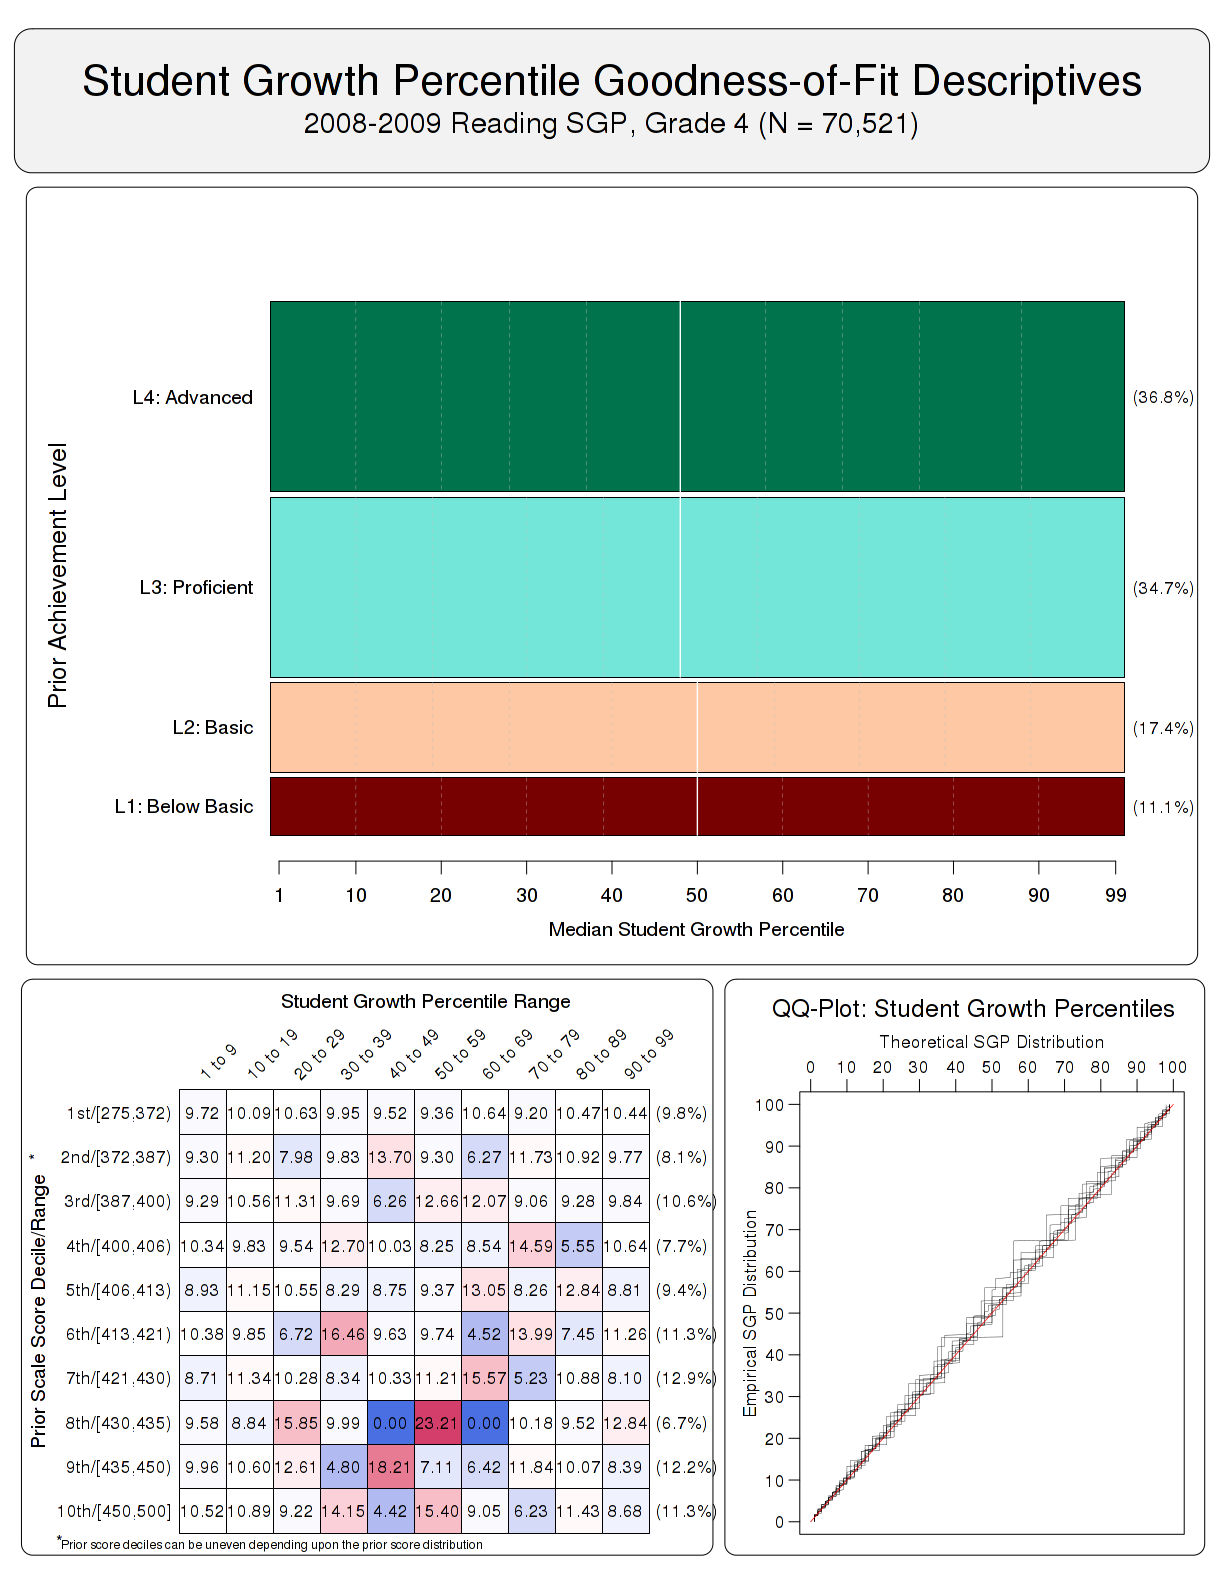 Student Growth Percentile Goodness-of-Fit Descriptives
2008-2009 Reading SGP, Grade 4 (N = 70,521)
Prior Achievement Level
L4: Advanced (36.8%)
L3: Proficient (34.7%)
L2: Basic (17.4%)
L1: Below Basic (11.1%)
1 10 20 30 40 50 60 70 80 90 99
Median Student Growth Percentile
Student Growth Percentile Range
1 to 9 10 to 19 20 to 29 30 to 39 40 to 49 50 to 59 60 to 69 70 to 79 80 to 89 90 to 99
Prior Scale Score Decile/Range *
1st/[275,372) 9.72 10.09 10.63 9.95 9.52 9.36 10.64 9.20 10.47 10.44 (9.8%)
2nd/[372,387) 9.30 11.20 7.98 9.83 13.70 9.30 6.27 11.73 10.92 9.77 (8.1%)
3rd/[387,400) 9.29 10.56 11.31 9.69 6.26 12.66 12.07 9.06 9.28 9.84 (10.6%)
4th/[400,406) 10.34 9.83 9.54 12.70 10.03 8.25 8.54 14.59 5.55 10.64 (7.7%)
5th/[406,413) 8.93 11.15 10.55 8.29 8.75 9.37 13.05 8.26 12.84 8.81 (9.4%)
6th/[413,421) 10.38 9.85 6.72 16.46 9.63 9.74 4.52 13.99 7.45 11.26 (11.3%)
7th/[421,430) 8.71 11.34 10.28 8.34 10.33 11.21 15.57 5.23 10.88 8.10 (12.9%)
8th/[430,435) 9.58 8.84 15.85 9.99 0.00 23.21 0.00 10.18 9.52 12.84 (6.7%)
9th/[435,450) 9.96 10.60 12.61 4.80 18.21 7.11 6.42 11.84 10.07 8.39 (12.2%)
10th/[450,500] 10.52 10.89 9.22 14.15 4.42 15.40 9.05 6.23 11.43 8.68 (11.3%)
*Prior score deciles can be uneven depending upon the prior score distribution
QQ-Plot: Student Growth Percentiles
Theoretical SGP Distribution
0 10 20 30 40 50 60 70 80 90 100
Empirical SGP Distribution
100
90
80
70
60
50
40
30
20
10
0